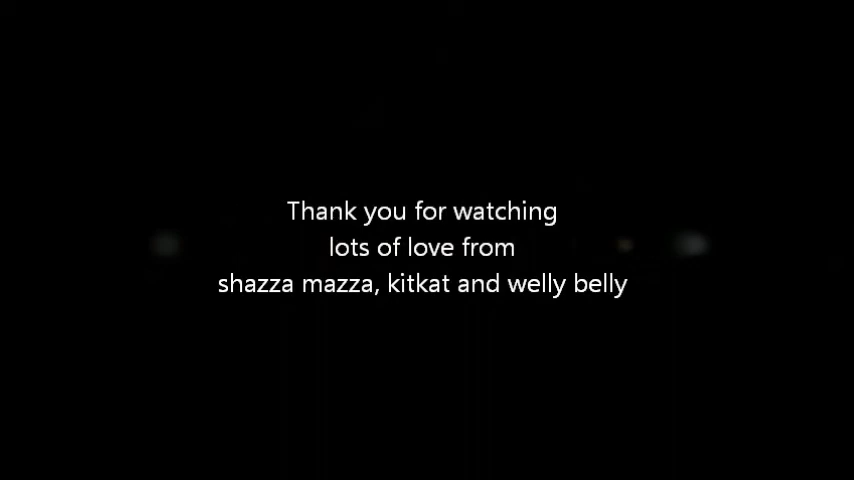 Thank you for watching
lots of love from
shazza mazza, kitkat and welly belly